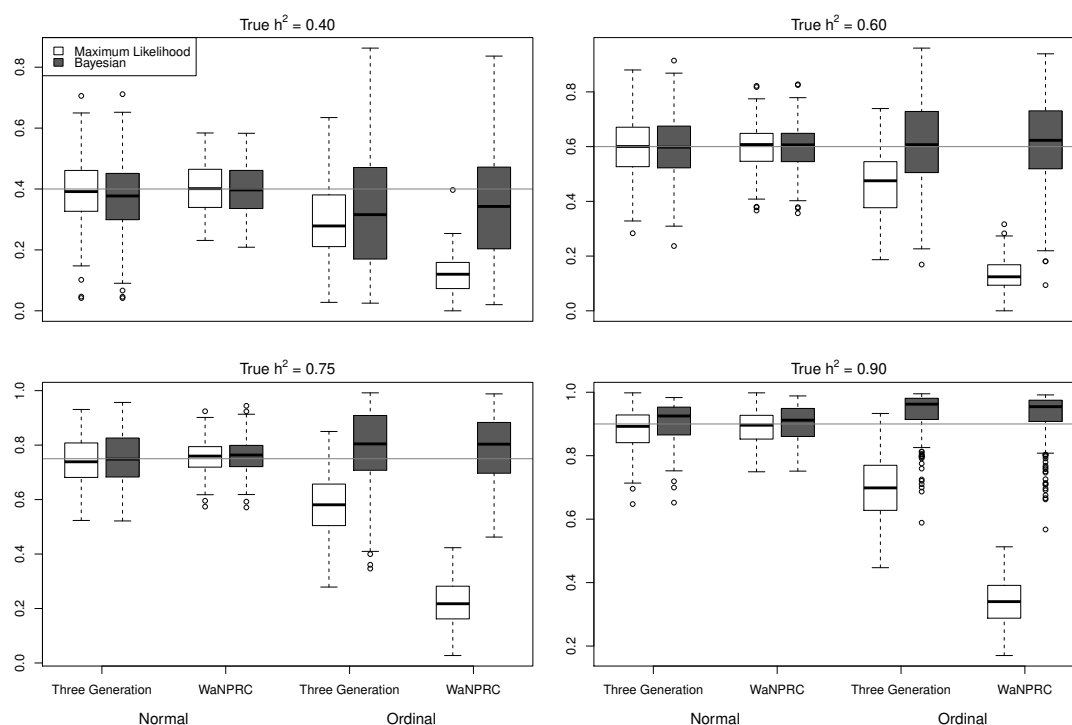 True h² = 0.40
0.0
0.2
0.4
0.6
0.8
Maximum Likelihood
Bayesian
True h² = 0.60
0.0
0.2
0.4
0.6
0.8
True h² = 0.75
0.0
0.2
0.4
0.6
0.8
1.0
Three Generation WaNPRC Three Generation WaNPRC
Normal Ordinal
True h² = 0.90
0.2
0.4
0.6
0.8
1.0
Three Generation WaNPRC Three Generation WaNPRC
Normal Ordinal